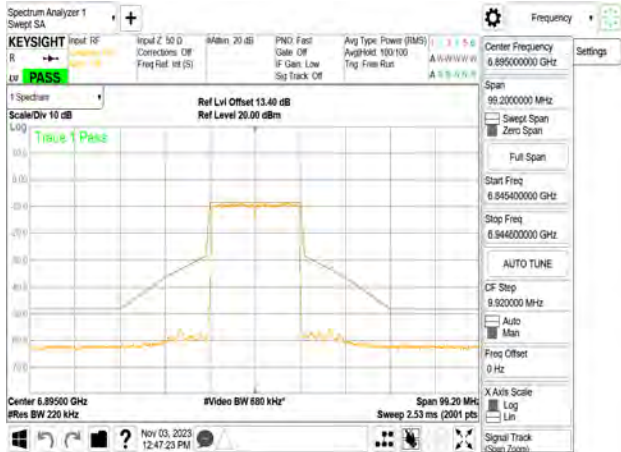 Spectrum Analyzer 1
Swept SA
KEYSIGHT
R
LV PASS
Input: RF
Input Z: 50 Ω
Corrections: Off
Freq Ref: Int (S)
#Atten: 20 dB
PNO: Fast
Gate: Off
IF Gain: Low
Sig Track: Off
Avg Type: Power (RMS)
Avg|Hold: 100/100
Trig: Free Run
1 Spectrum
Scale/Div 10 dB
Ref Lvl Offset 13.40 dB
Ref Level 20.00 dBm
Log
Trace 1 Pass
Center 6.89500 GHz
#Res BW 220 kHz
#Video BW 680 kHz*
Span 99.20 MHz
Sweep 2.53 ms (2001 pts
Nov 03, 2023
12:47:23 PM
Frequency
Settings
Center Frequency
6.895000000 GHz
Span
99.2000000 MHz
Swept Span
Zero Span
Full Span
Start Freq
6.845400000 GHz
Stop Freq
6.944600000 GHz
AUTO TUNE
CF Step
9.920000 MHz
Auto
Man
Freq Offset
0 Hz
X Axis Scale
Log
Lin
Signal Track
(Span Zoom)